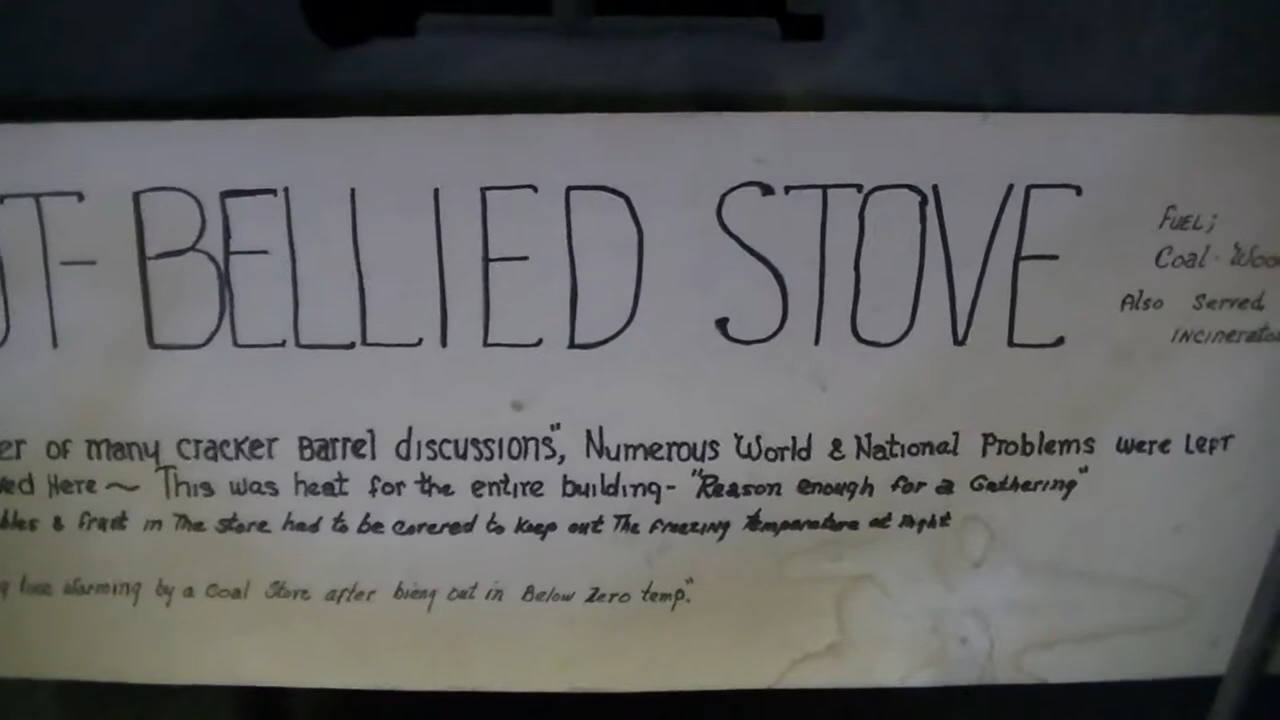 OT-BELLIED STOVE
FUEL;
Coal - Woo
Also Served
INCINERATO
er of many cracker Barrel discussions", Numerous World & National Problems were LEFT
ved Here ~ This was heat for the entire building - "Reason enough for a Gathering"
bles & Fruit in The store had to be covered to keep out The Freezing Temperature at Night
warming by a Coal Stove after bieng out in Below Zero temp."